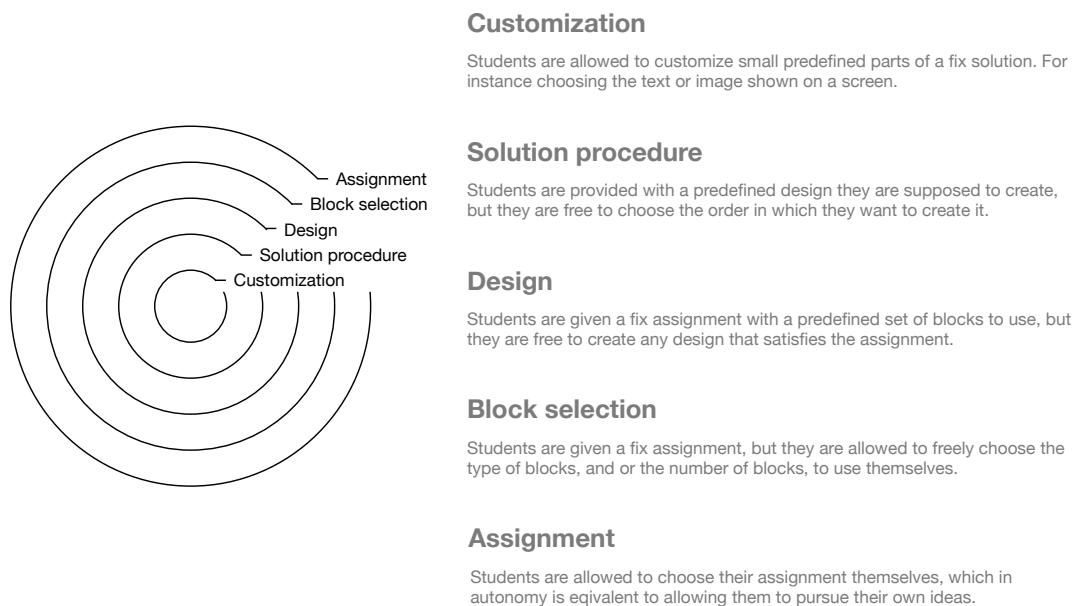 Customization
Students are allowed to customize small predefined parts of a fix solution. For
instance choosing the text or image shown on a screen.
Solution procedure
Students are provided with a predefined design they are supposed to create,
but they are free to choose the order in which they want to create it.
Design
Students are given a fix assignment with a predefined set of blocks to use, but
they are free to create any design that satisfies the assignment.
Block selection
Students are given a fix assignment, but they are allowed to freely choose the
type of blocks, and or the number of blocks, to use themselves.
Assignment
Students are allowed to choose their assignment themselves, which in
autonomy is eqivalent to allowing them to pursue their own ideas.
Assignment
Block selection
Design
Solution procedure
Customization